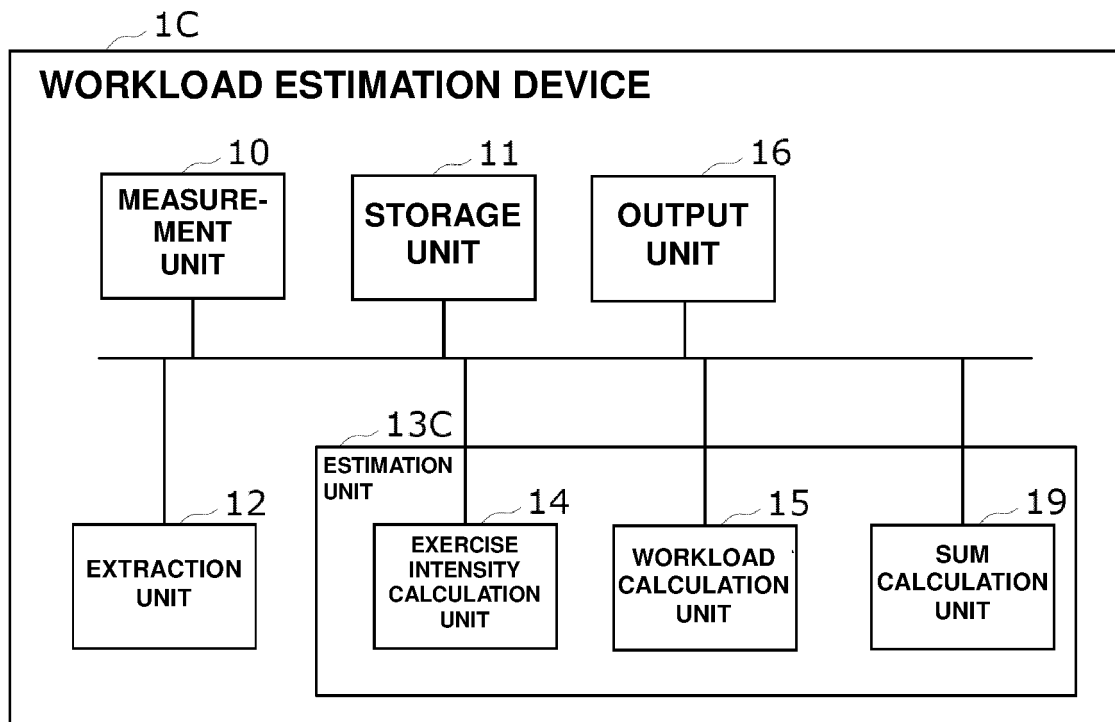 1C
WORKLOAD ESTIMATION DEVICE
10
MEASURE-
MENT
UNIT
11
STORAGE
UNIT
16
OUTPUT
UNIT
12
EXTRACTION
UNIT
13C
ESTIMATION
UNIT
14
EXERCISE
INTENSITY
CALCULATION
UNIT
15
WORKLOAD
CALCULATION
UNIT
19
SUM
CALCULATION
UNIT